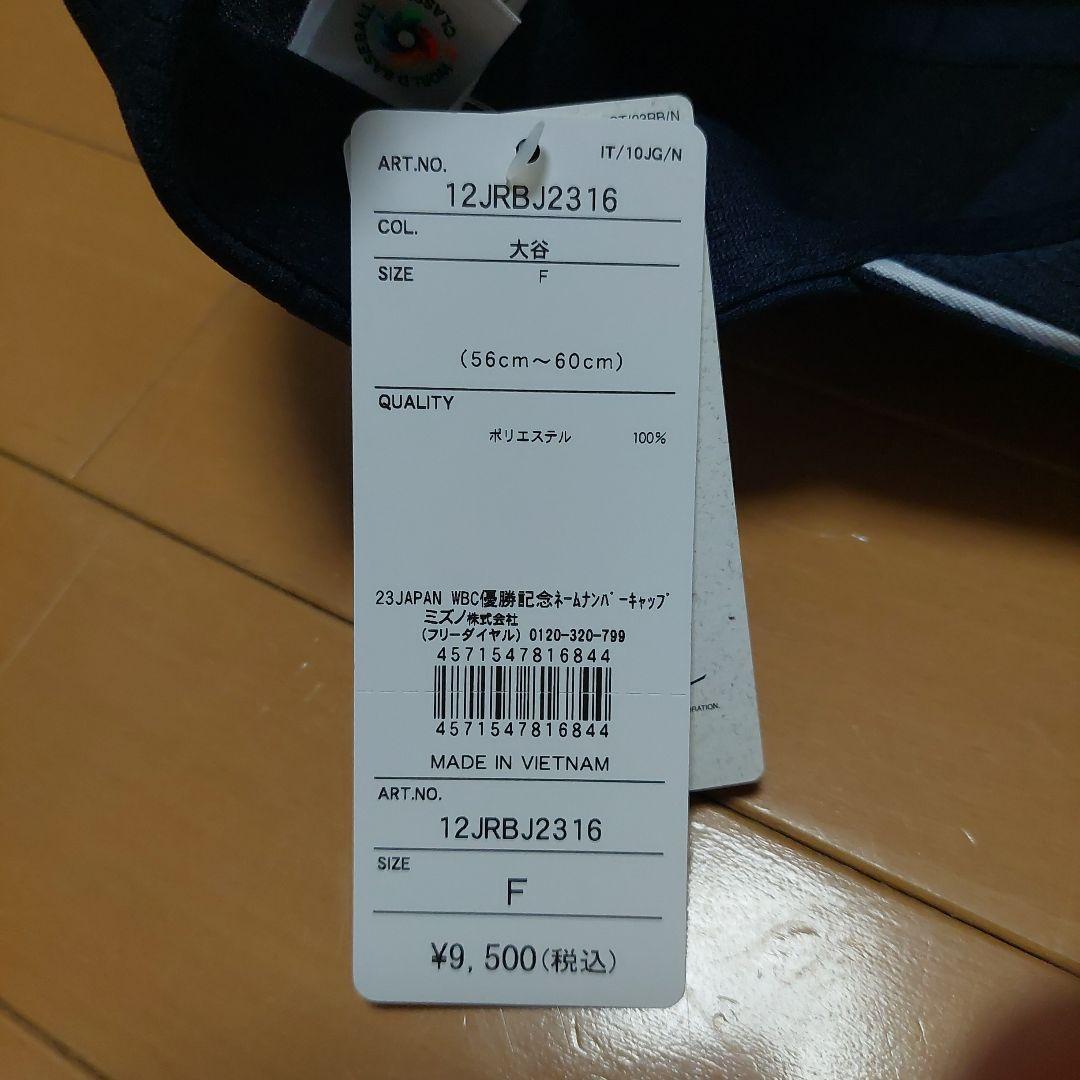 WORLD BASEBALL
CLASSIC
IT/10JG/N
ART.NO.
12JRBJ2316
COL.
大谷
SIZE
F
(56cm〜60cm)
QUALITY
ポリエステル 100%
23JAPAN WBC優勝記念ﾈｰﾑﾅﾝﾊﾞｰｷｬｯﾌﾟ
ミズノ株式会社
(フリーダイヤル) 0120-320-799
4571547816844
4571547816844
MADE IN VIETNAM
ART.NO.
12JRBJ2316
SIZE
F
¥9,500(税込)